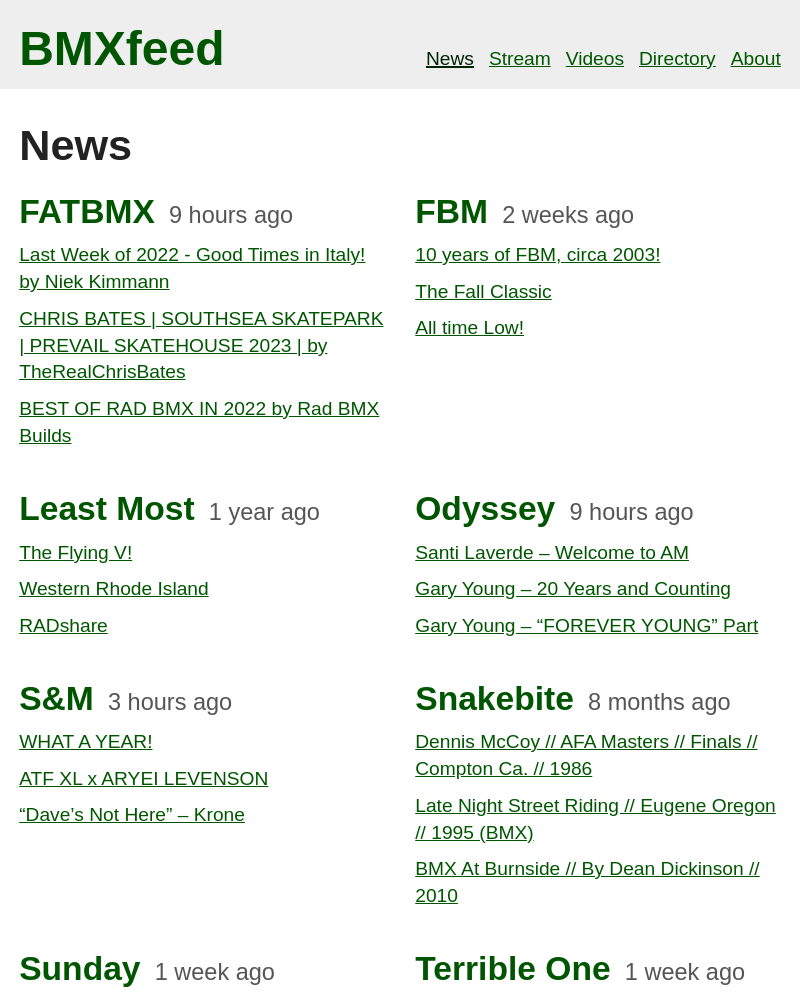 BMXfeed
News Stream Videos Directory About
News
FATBMX 9 hours ago
Last Week of 2022 - Good Times in Italy!
by Niek Kimmann
CHRIS BATES | SOUTHSEA SKATEPARK
| PREVAIL SKATEHOUSE 2023 | by
TheRealChrisBates
BEST OF RAD BMX IN 2022 by Rad BMX
Builds
FBM 2 weeks ago
10 years of FBM, circa 2003!
The Fall Classic
All time Low!
Least Most 1 year ago
The Flying V!
Western Rhode Island
RADshare
Odyssey 9 hours ago
Santi Laverde – Welcome to AM
Gary Young – 20 Years and Counting
Gary Young – “FOREVER YOUNG” Part
S&M 3 hours ago
WHAT A YEAR!
ATF XL x ARYEI LEVENSON
“Dave’s Not Here” – Krone
Snakebite 8 months ago
Dennis McCoy // AFA Masters // Finals //
Compton Ca. // 1986
Late Night Street Riding // Eugene Oregon
// 1995 (BMX)
BMX At Burnside // By Dean Dickinson //
2010
Sunday 1 week ago
Terrible One 1 week ago